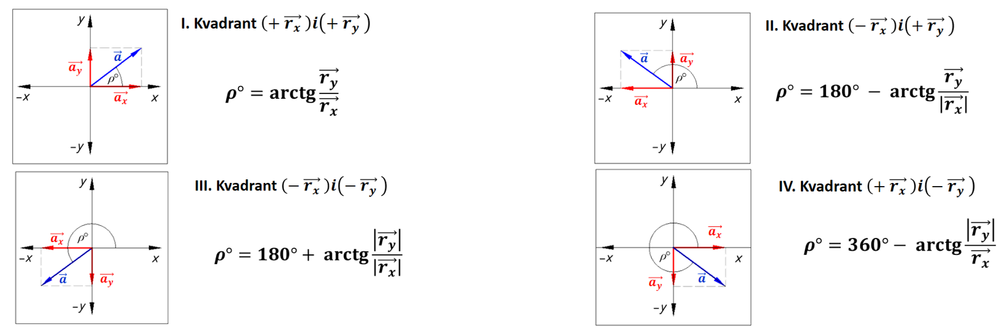 I. Kvadrant (+ r⃗ₓ)i(+ r⃗ᵧ)
y
a⃗
a⃗ᵧ
ρ°
a⃗ₓ
–x
x
–y
ρ° = arctg r⃗ᵧ / r⃗ₓ
II. Kvadrant (− r⃗ₓ)i(+ r⃗ᵧ)
y
a⃗
a⃗ᵧ
ρ°
a⃗ₓ
–x
x
–y
ρ° = 180° − arctg r⃗ᵧ / |r⃗ₓ|
III. Kvadrant (− r⃗ₓ)i(− r⃗ᵧ)
y
a⃗ₓ
ρ°
–x
x
a⃗
a⃗ᵧ
–y
ρ° = 180° + arctg |r⃗ᵧ| / |r⃗ₓ|
IV. Kvadrant (+ r⃗ₓ)i(− r⃗ᵧ)
y
a⃗ₓ
ρ°
–x
x
a⃗ᵧ
a⃗
–y
ρ° = 360° − arctg |r⃗ᵧ| / r⃗ₓ